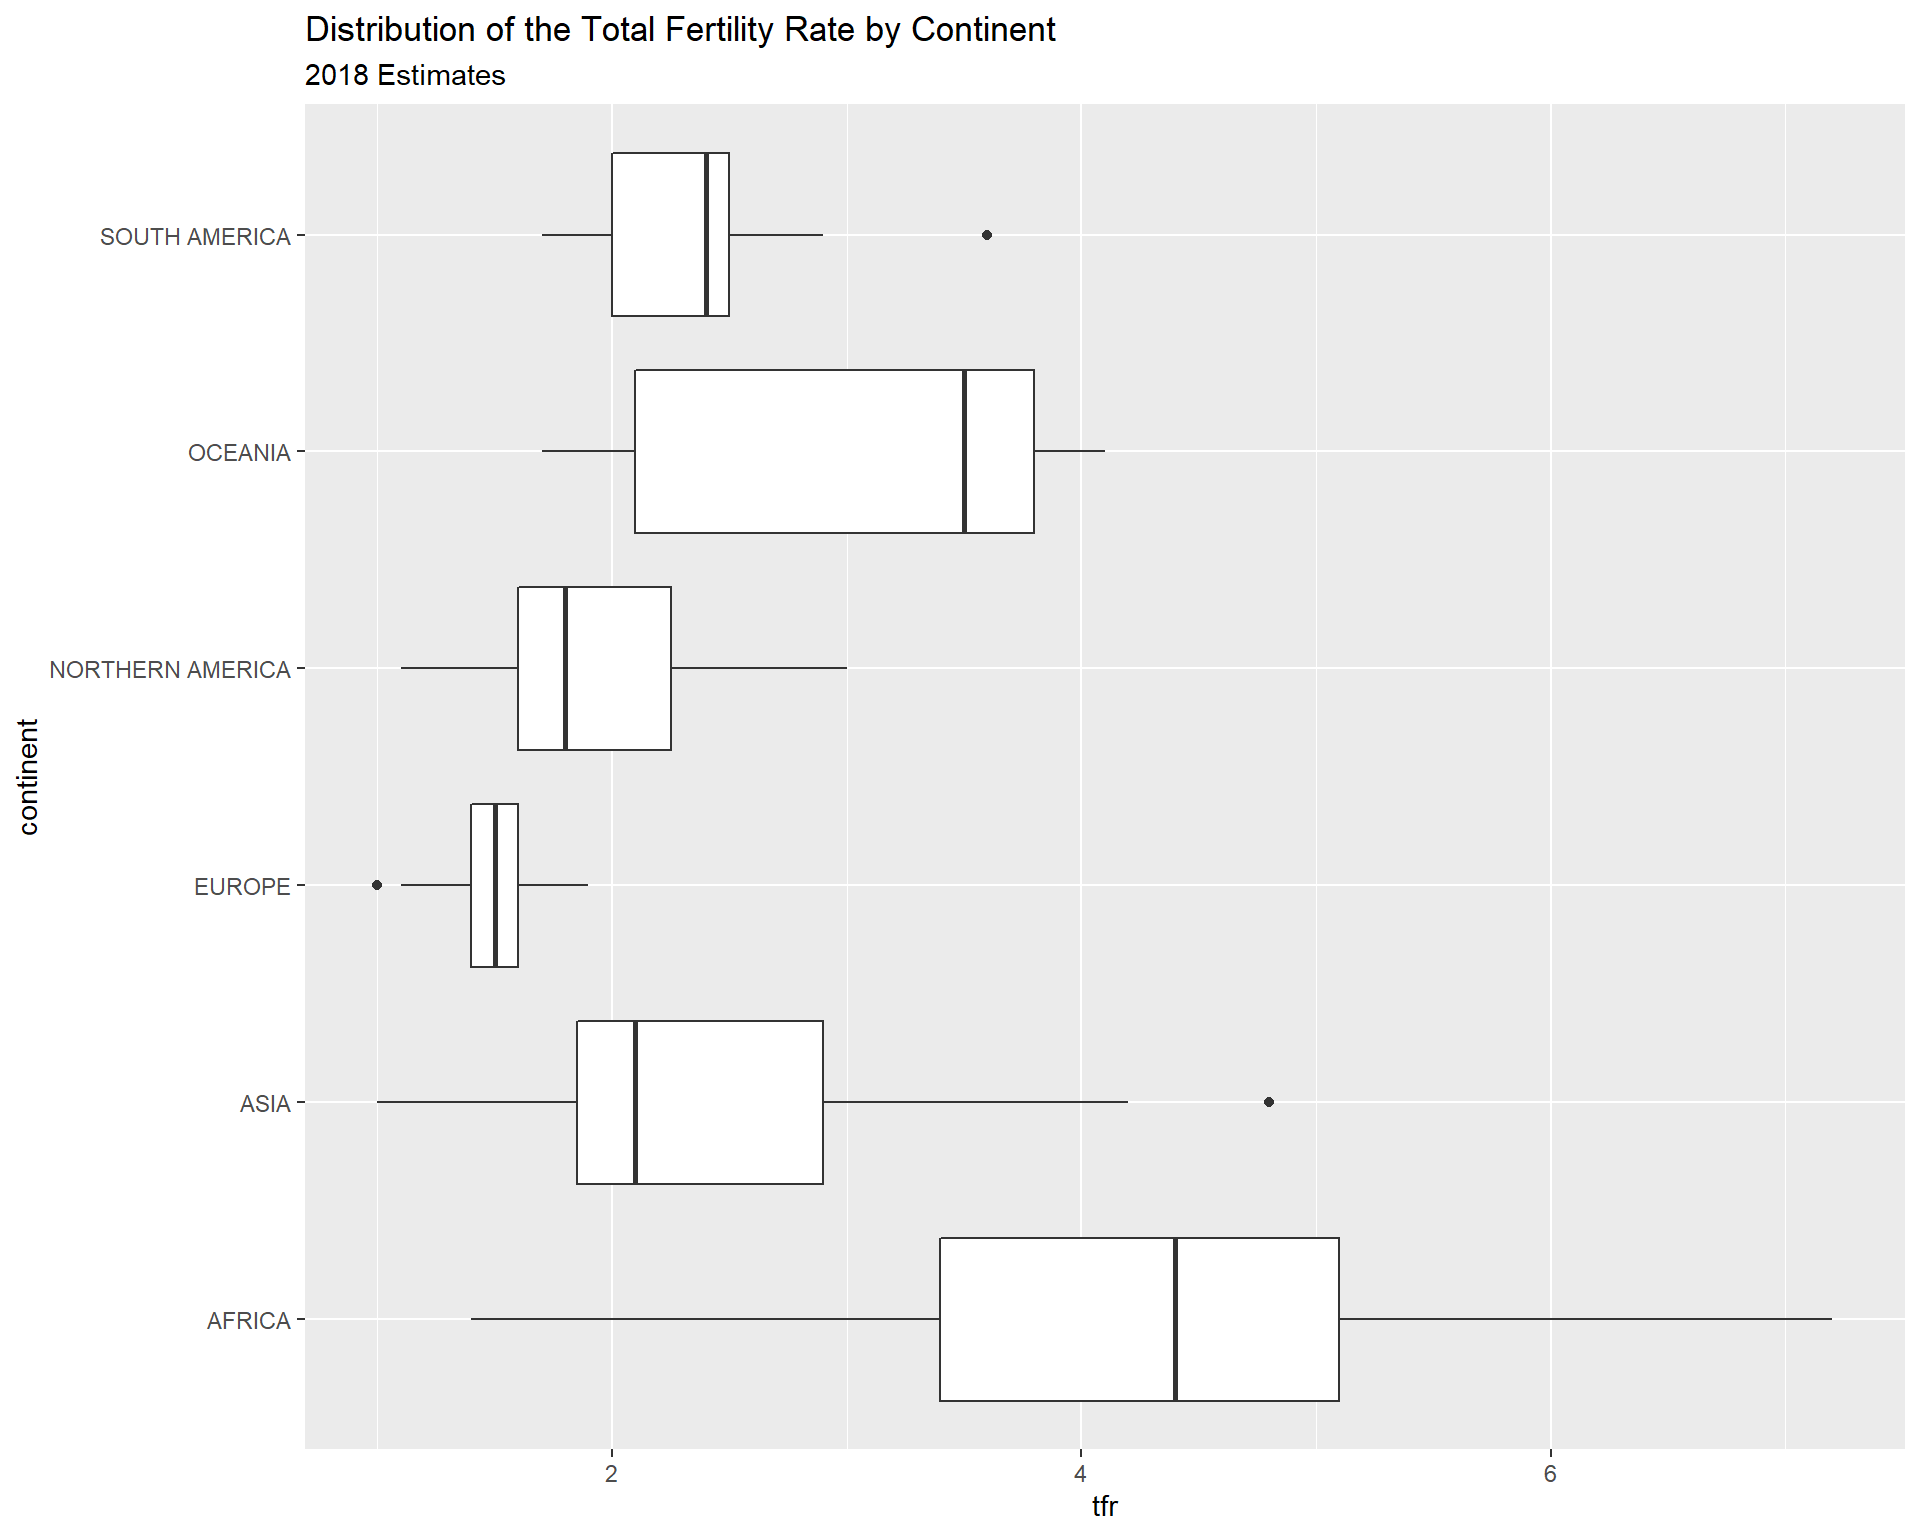 Distribution of the Total Fertility Rate by Continent
2018 Estimates
SOUTH AMERICA
OCEANIA
NORTHERN AMERICA
continent
EUROPE
ASIA
AFRICA
2 4 6
tfr